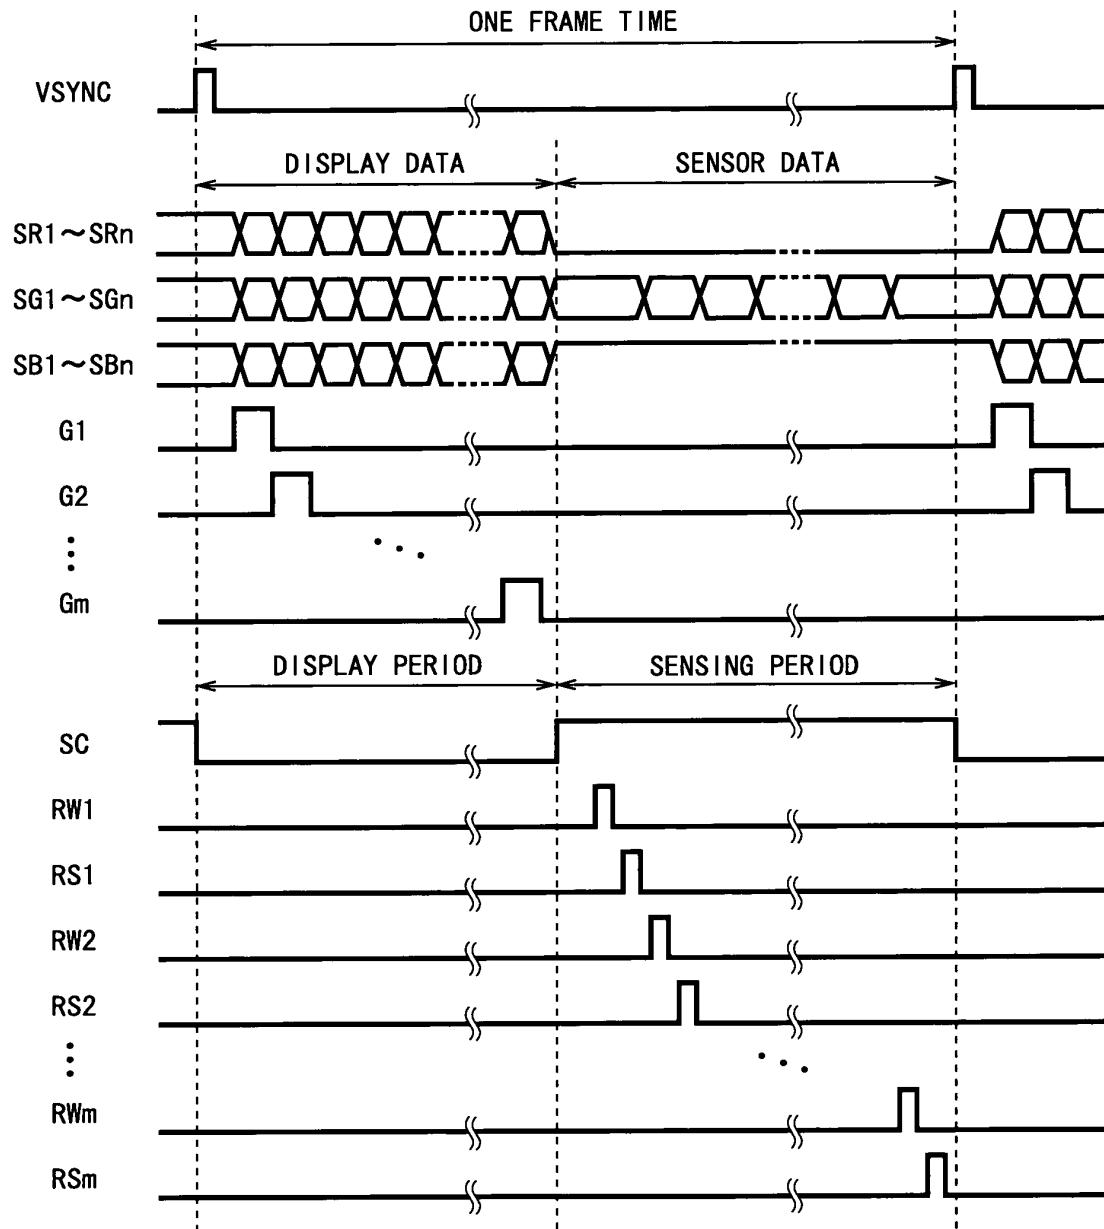 ONE FRAME TIME
VSYNC
DISPLAY DATA SENSOR DATA
SR1～SRn
SG1～SGn
SB1～SBn
G1
G2
Gm
DISPLAY PERIOD SENSING PERIOD
SC
RW1
RS1
RW2
RS2
RWm
RSm